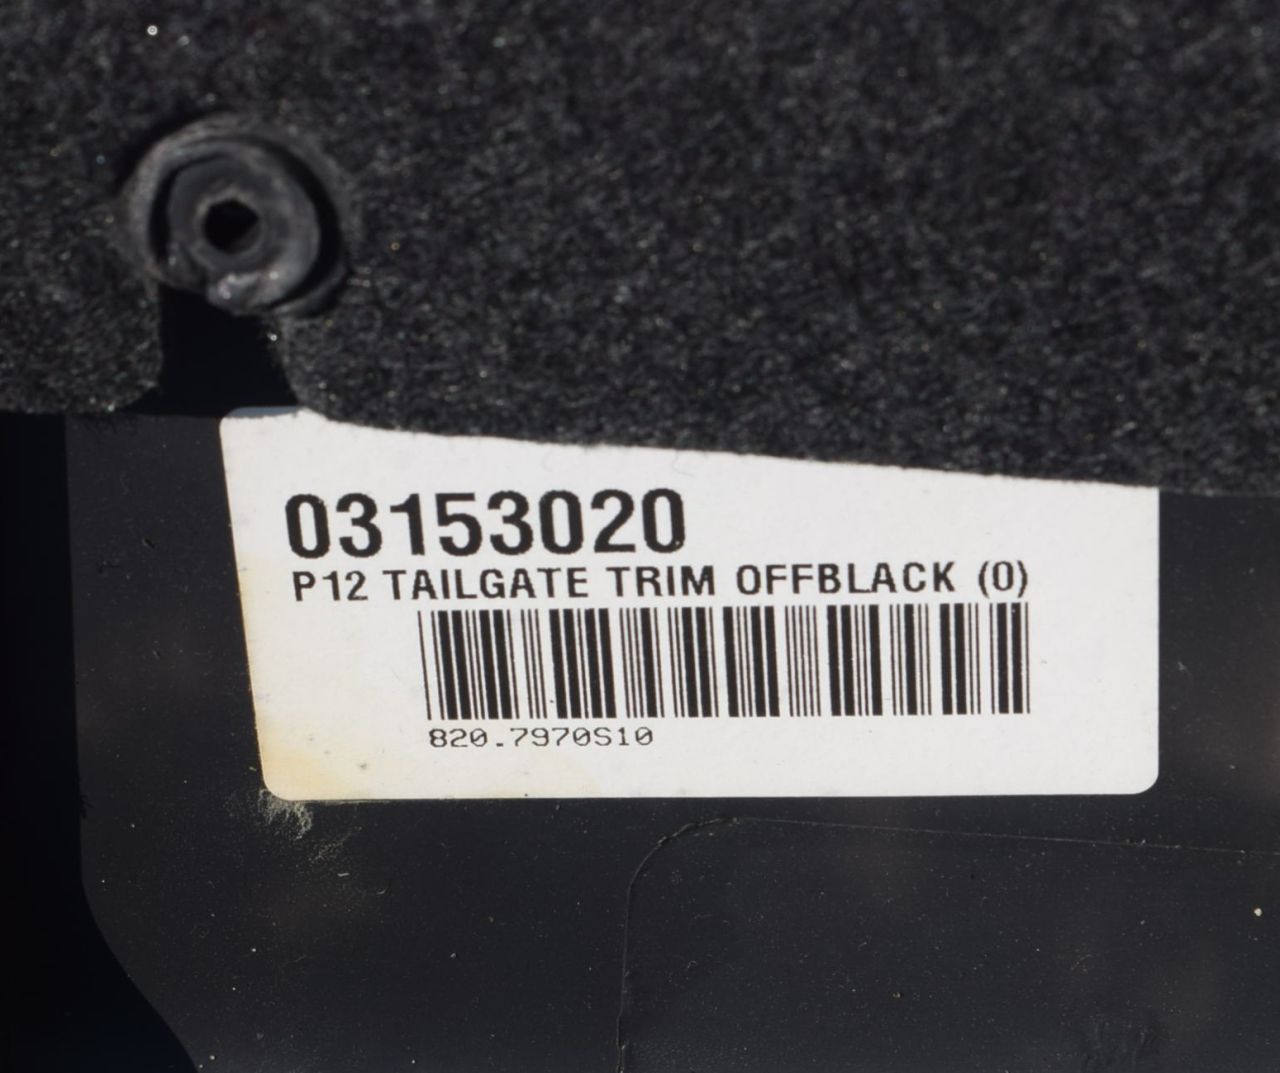 03153020
P12 TAILGATE TRIM OFFBLACK (0)
820.7970S10